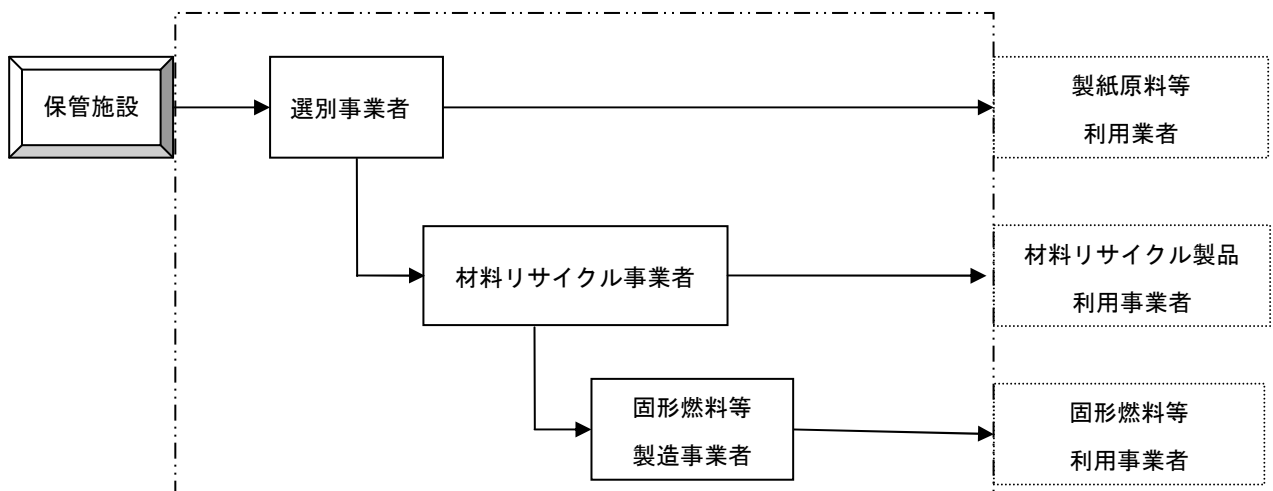 保管施設
選別事業者
製紙原料等
利用業者
材料リサイクル事業者
材料リサイクル製品
利用事業者
固形燃料等
製造事業者
固形燃料等
利用事業者